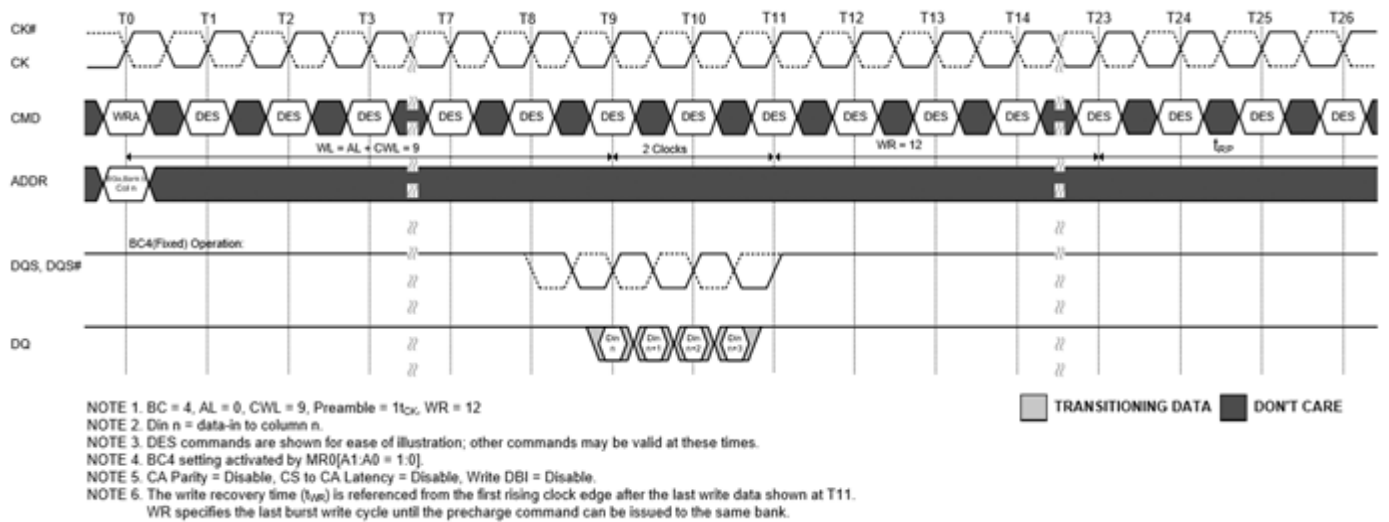 T0 T1 T2 T3 T7 T8 T9 T10 T11 T12 T13 T14 T23 T24 T25 T26
CK#
CK
CMD WRA DES DES DES DES DES DES DES DES DES DES DES DES DES DES DES
WL = AL + CWL = 9 2 Clocks WR = 12 tRP
ADDR
Col n
BC4(Fixed) Operation:
DQS, DQS#
DQ Din n Din n+1 Din n+2 Din n+3
NOTE 1. BC = 4, AL = 0, CWL = 9, Preamble = 1tCK, WR = 12
NOTE 2. Din n = data-in to column n.
NOTE 3. DES commands are shown for ease of illustration; other commands may be valid at these times.
NOTE 4. BC4 setting activated by MR0[A1:A0 = 1:0].
NOTE 5. CA Parity = Disable, CS to CA Latency = Disable, Write DBI = Disable.
NOTE 6. The write recovery time (tWR) is referenced from the first rising clock edge after the last write data shown at T11.
WR specifies the last burst write cycle until the precharge command can be issued to the same bank.
TRANSITIONING DATA DON'T CARE